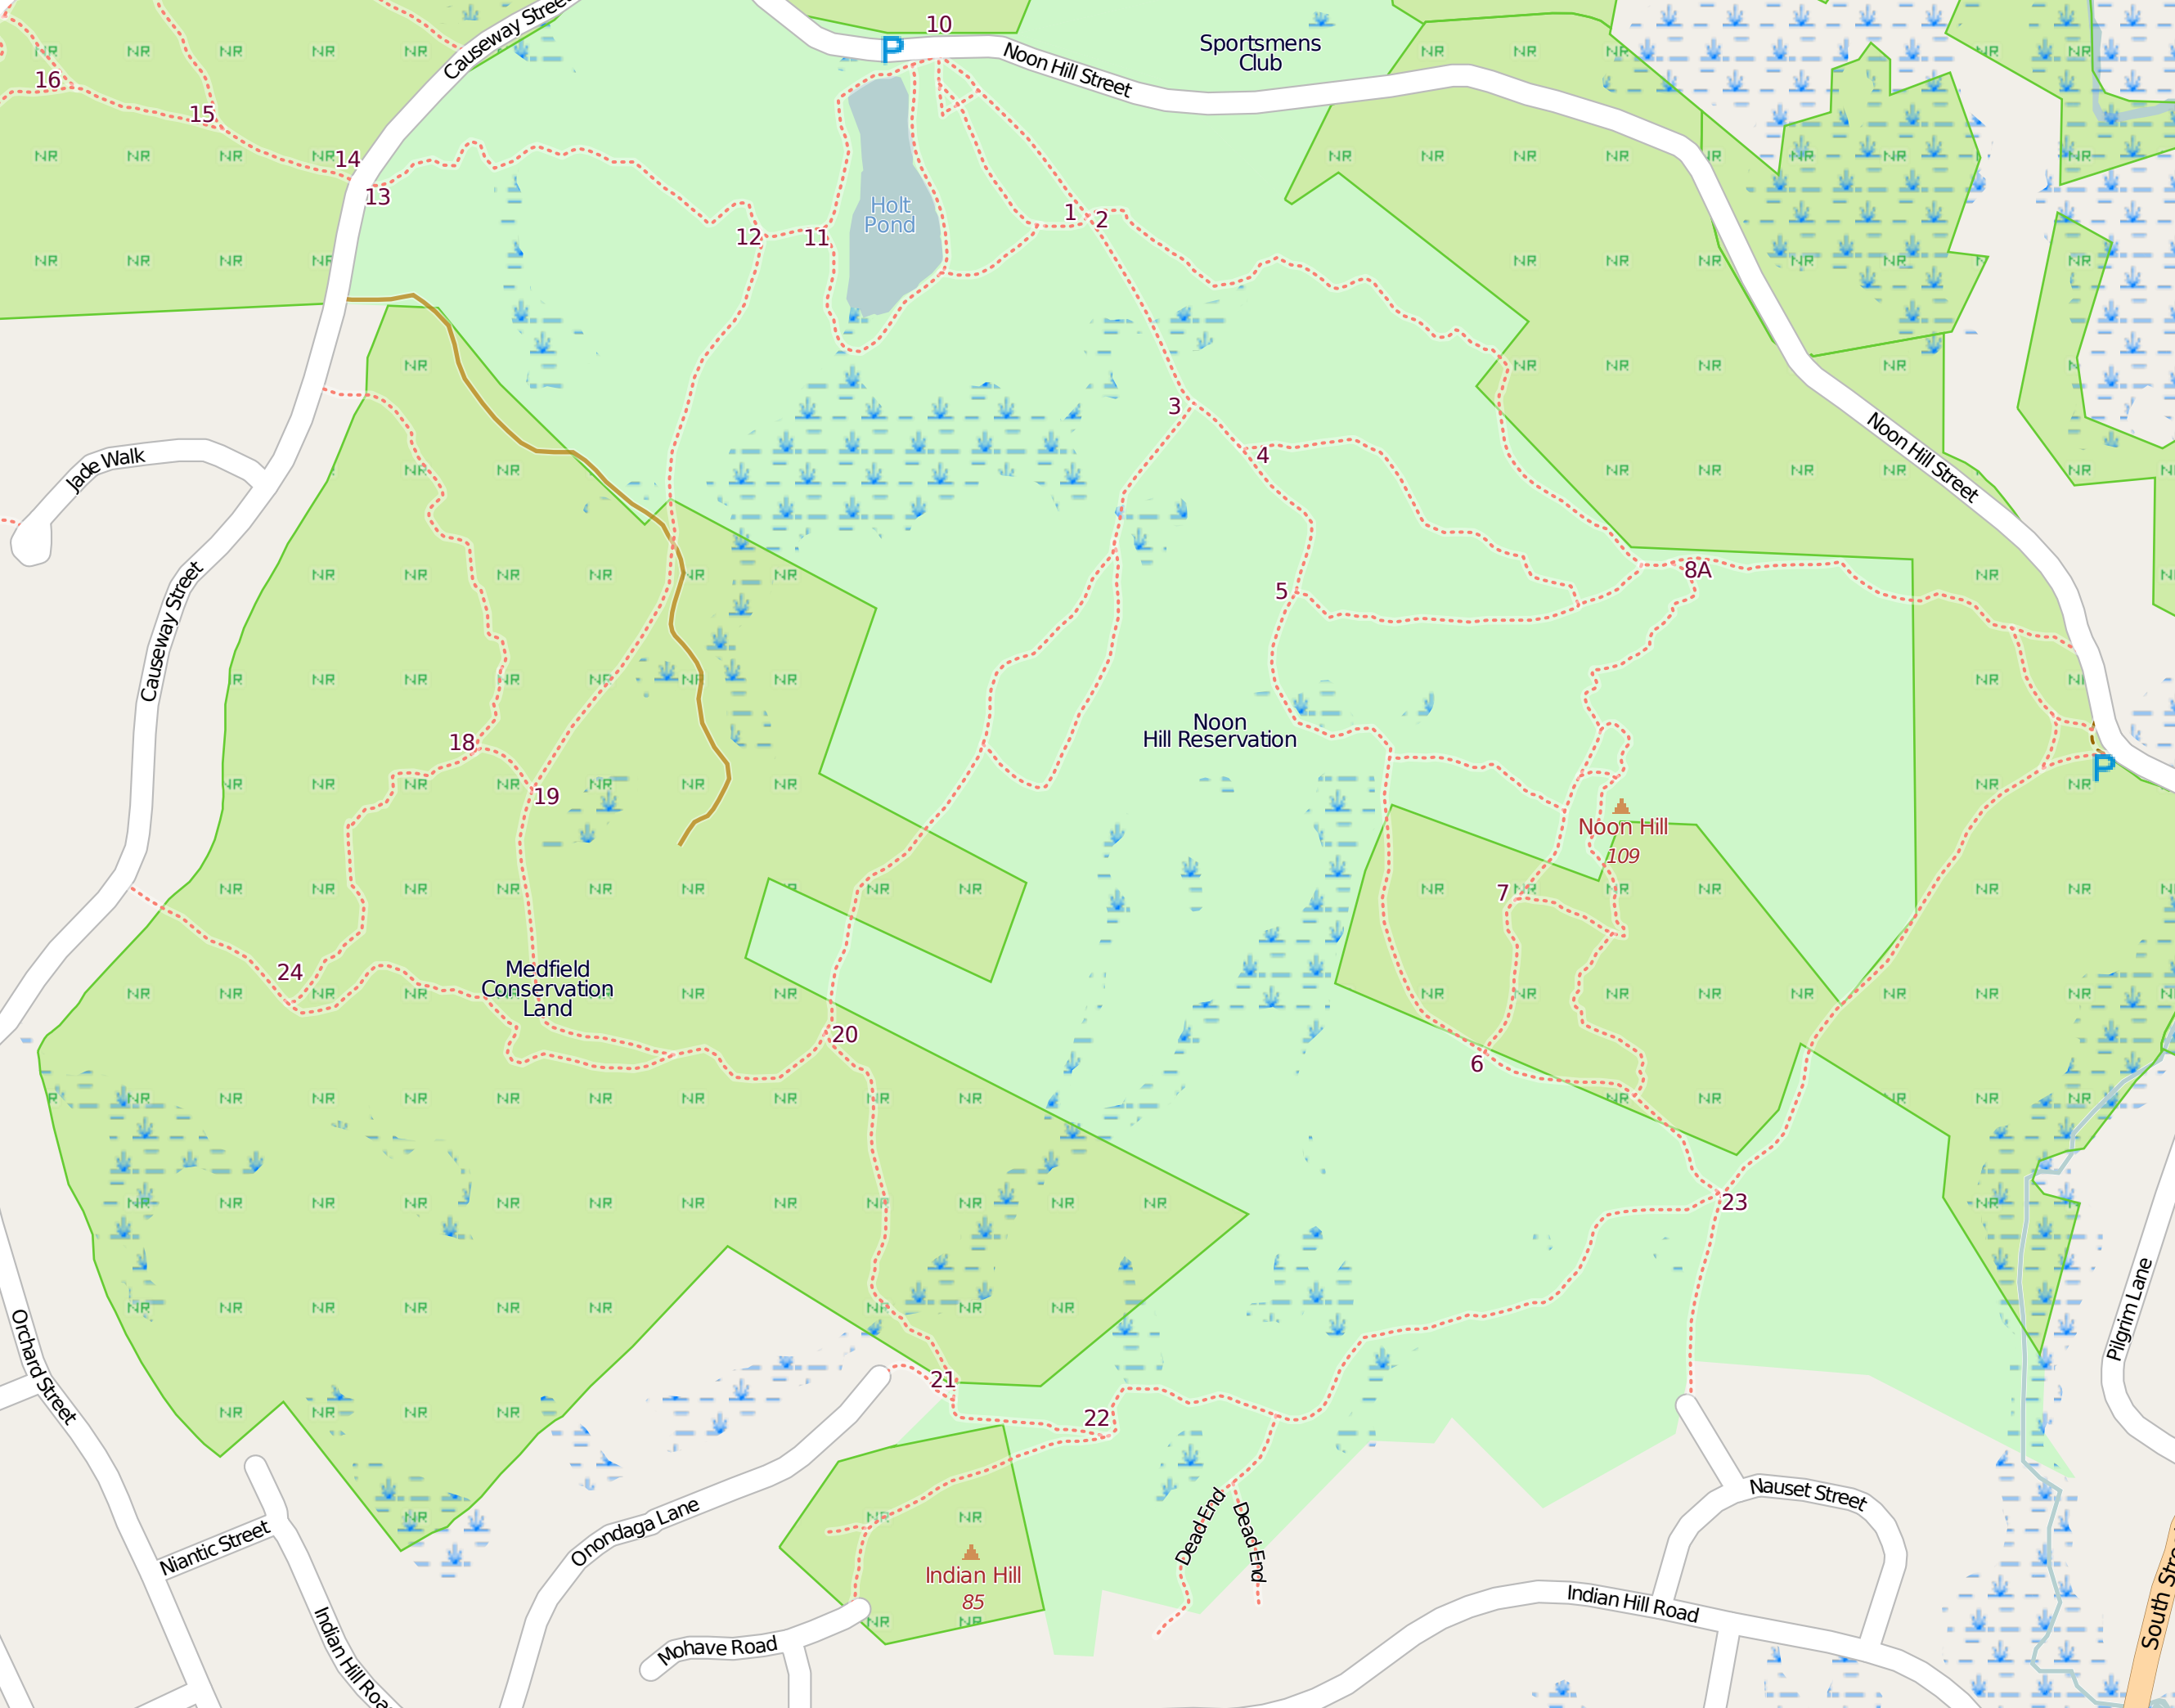 Causeway Street
10
P
Noon Hill Street
Sportsmens
Club
16
15
14
13
Holt
Pond
1
2
12
11
3
Noon Hill Street
4
Jade Walk
Causeway Street
5
8A
Noon
Hill Reservation
18
19
P
Noon Hill
109
7
24
Medfield
Conservation
Land
20
6
23
Orchard Street
Pilgrim Lane
21
22
Dead End
Dead End
Nauset Street
Niantic Street
Onondaga Lane
Indian Hill
85
Indian Hill Road
Mohave Road
South Stre
Indian Hill Roa
NR